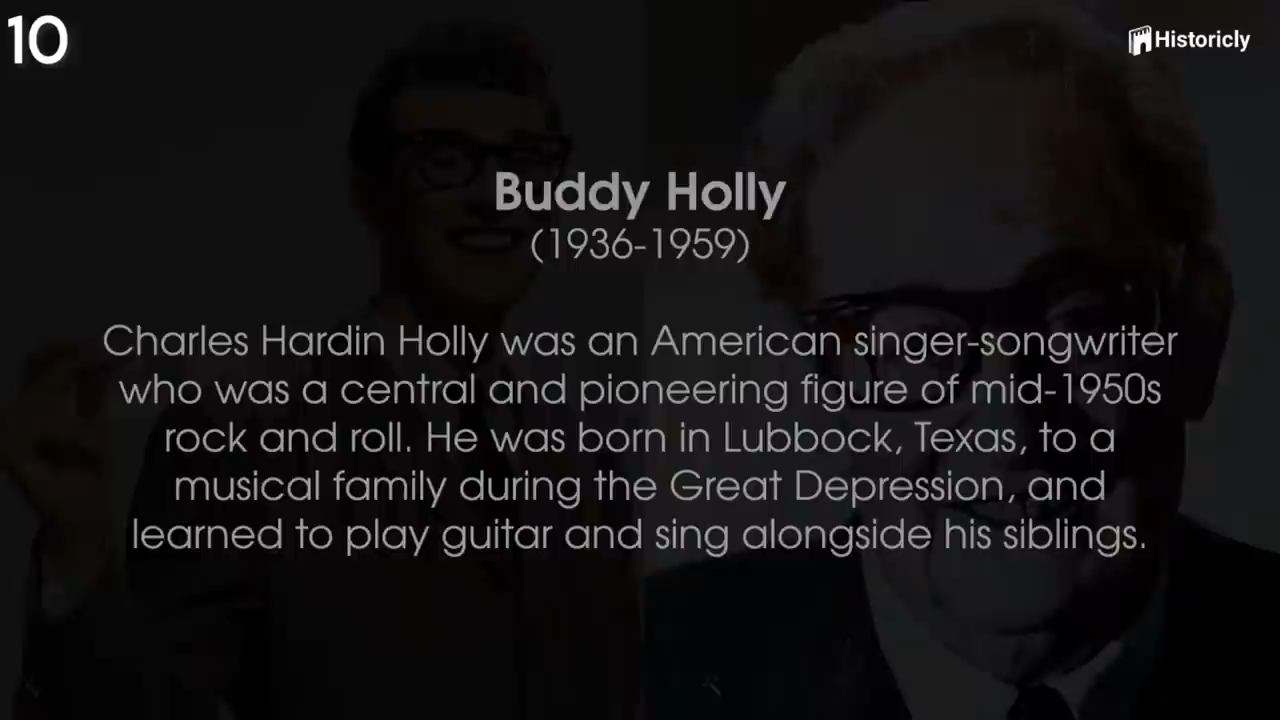 10
Historicly
Buddy Holly
(1936-1959)
Charles Hardin Holly was an American singer-songwriter
who was a central and pioneering figure of mid-1950s
rock and roll. He was born in Lubbock, Texas, to a
musical family during the Great Depression, and
learned to play guitar and sing alongside his siblings.